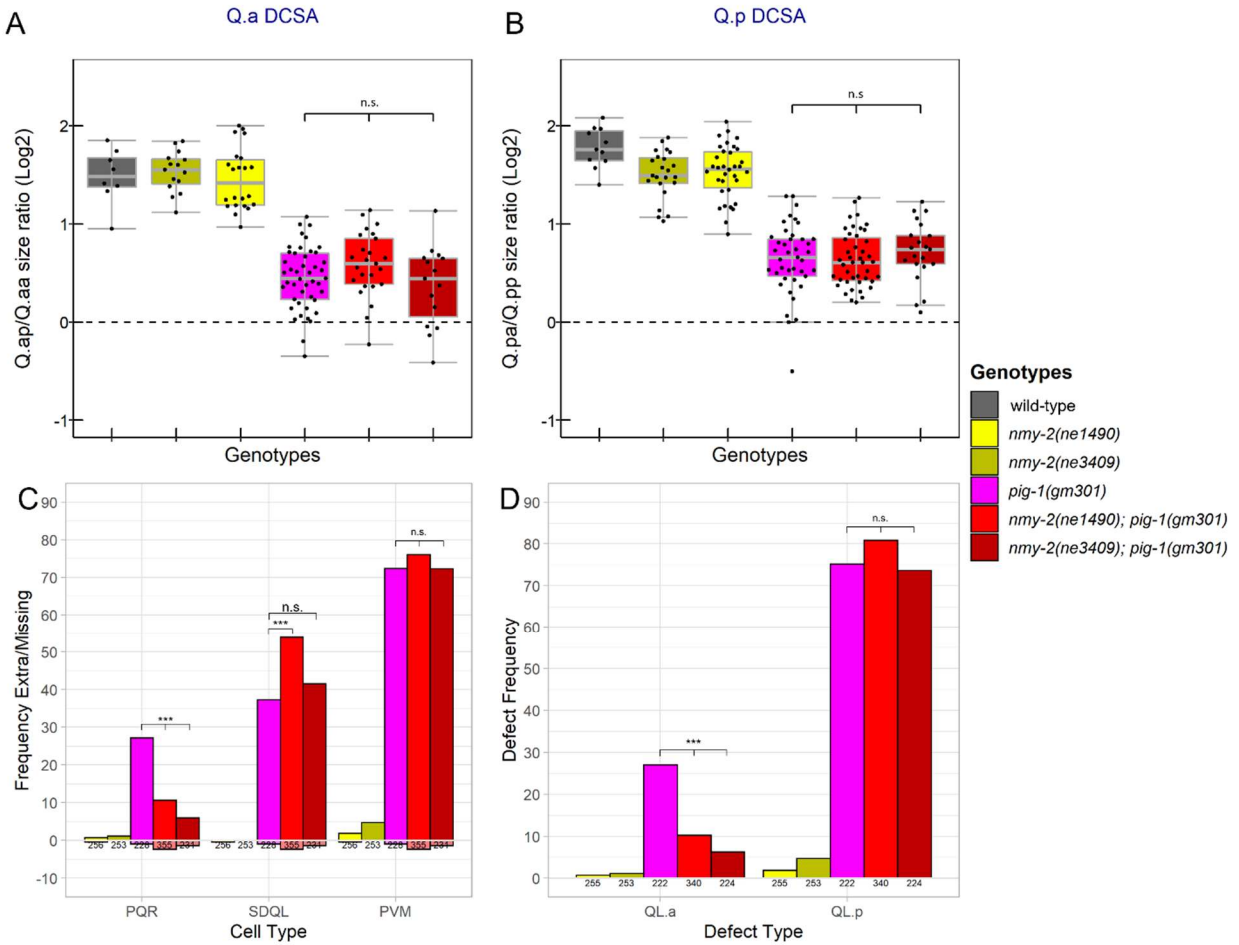 A
Q.a DCSA
Q.ap/Q.aa size ratio (Log2)
2
1
0
-1
n.s.
Genotypes
B
Q.p DCSA
Q.pa/Q.pp size ratio (Log2)
2
1
0
-1
n.s
Genotypes
Genotypes
wild-type
nmy-2(ne1490)
nmy-2(ne3409)
pig-1(gm301)
nmy-2(ne1490); pig-1(gm301)
nmy-2(ne3409); pig-1(gm301)
C
Frequency Extra/Missing
90
80
70
60
50
40
30
20
10
0
-10
***
n.s.
***
n.s.
256 253 228 355 231 256 253 228 355 231 256 253 228 355 231
PQR SDQL PVM
Cell Type
D
Defect Frequency
90
80
70
60
50
40
30
20
10
0
***
n.s.
255 253 222 340 224 255 253 222 340 224
QL.a QL.p
Defect Type